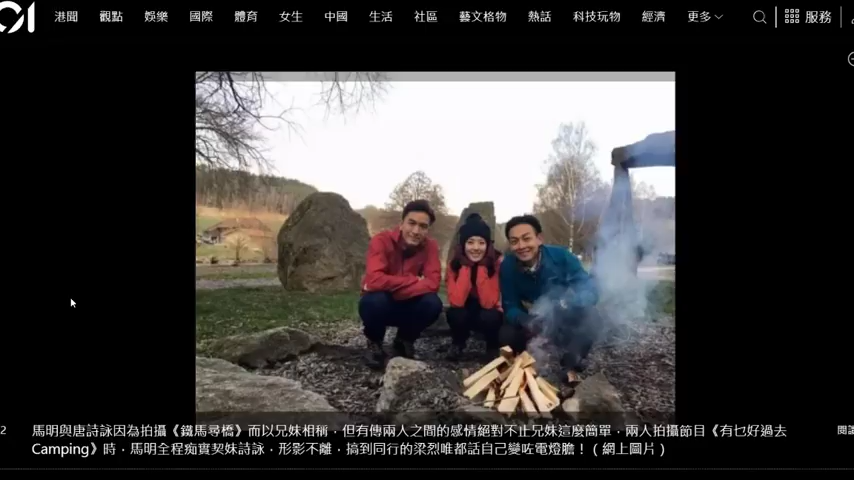 01
港聞 觀點 娛樂 國際 體育 女生 中國 生活 社區 藝文格物 熱話 科技玩物 經濟 更多 服務
2 馬明與唐詩詠因為拍攝《鐵馬尋橋》而以兄妹相稱，但有傳兩人之間的感情絕對不止兄妹這麼簡單，兩人拍攝節目《有乜好過去
Camping》時，馬明全程痴實契妹詩詠，形影不離，搞到同行的梁烈唯都話自己變咗電燈膽！（網上圖片）